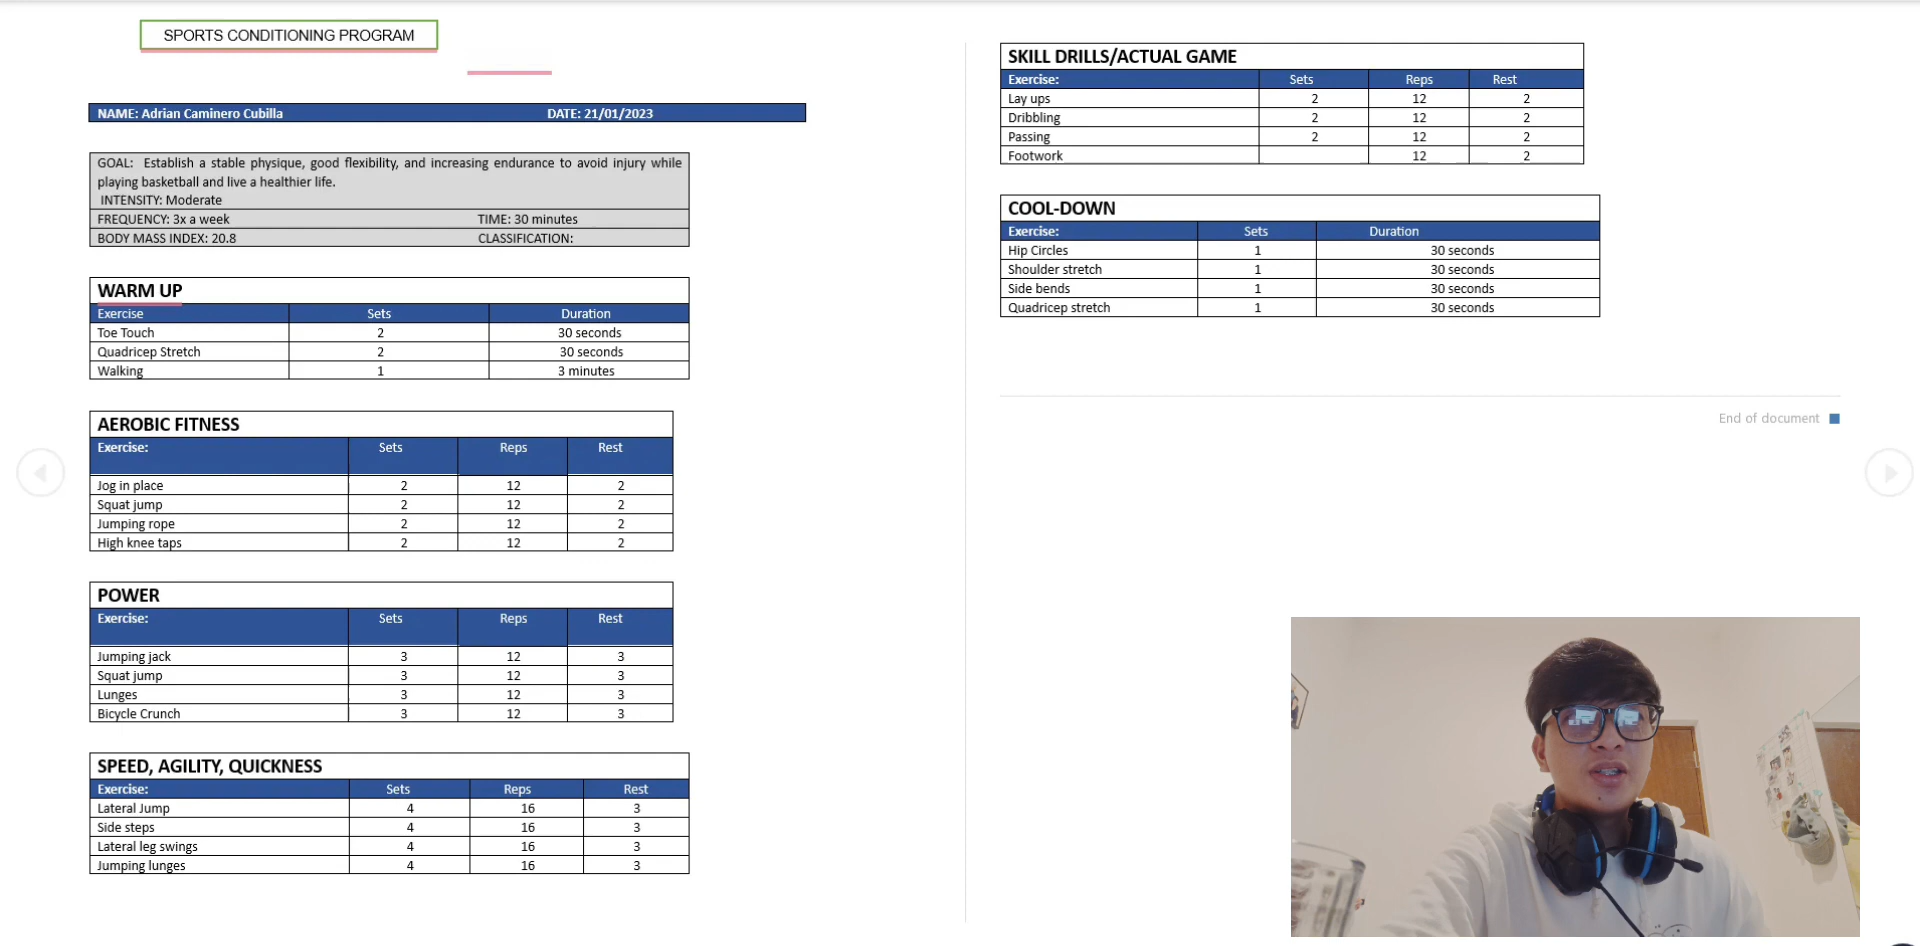 SPORTS CONDITIONING PROGRAM
NAME: Adrian Caminero Cubilla DATE: 21/01/2023
GOAL: Establish a stable physique, good flexibility, and increasing endurance to avoid injury while
playing basketball and live a healthier life.
INTENSITY: Moderate
FREQUENCY: 3x a week TIME: 30 minutes
BODY MASS INDEX: 20.8 CLASSIFICATION:
WARM UP
Exercise Sets Duration
Toe Touch 2 30 seconds
Quadricep Stretch 2 30 seconds
Walking 1 3 minutes
AEROBIC FITNESS
Exercise: Sets Reps Rest
Jog in place 2 12 2
Squat jump 2 12 2
Jumping rope 2 12 2
High knee taps 2 12 2
POWER
Exercise: Sets Reps Rest
Jumping jack 3 12 3
Squat jump 3 12 3
Lunges 3 12 3
Bicycle Crunch 3 12 3
SPEED, AGILITY, QUICKNESS
Exercise: Sets Reps Rest
Lateral Jump 4 16 3
Side steps 4 16 3
Lateral leg swings 4 16 3
Jumping lunges 4 16 3
SKILL DRILLS/ACTUAL GAME
Exercise: Sets Reps Rest
Lay ups 2 12 2
Dribbling 2 12 2
Passing 2 12 2
Footwork 12 2
COOL-DOWN
Exercise: Sets Duration
Hip Circles 1 30 seconds
Shoulder stretch 1 30 seconds
Side bends 1 30 seconds
Quadricep stretch 1 30 seconds
End of document